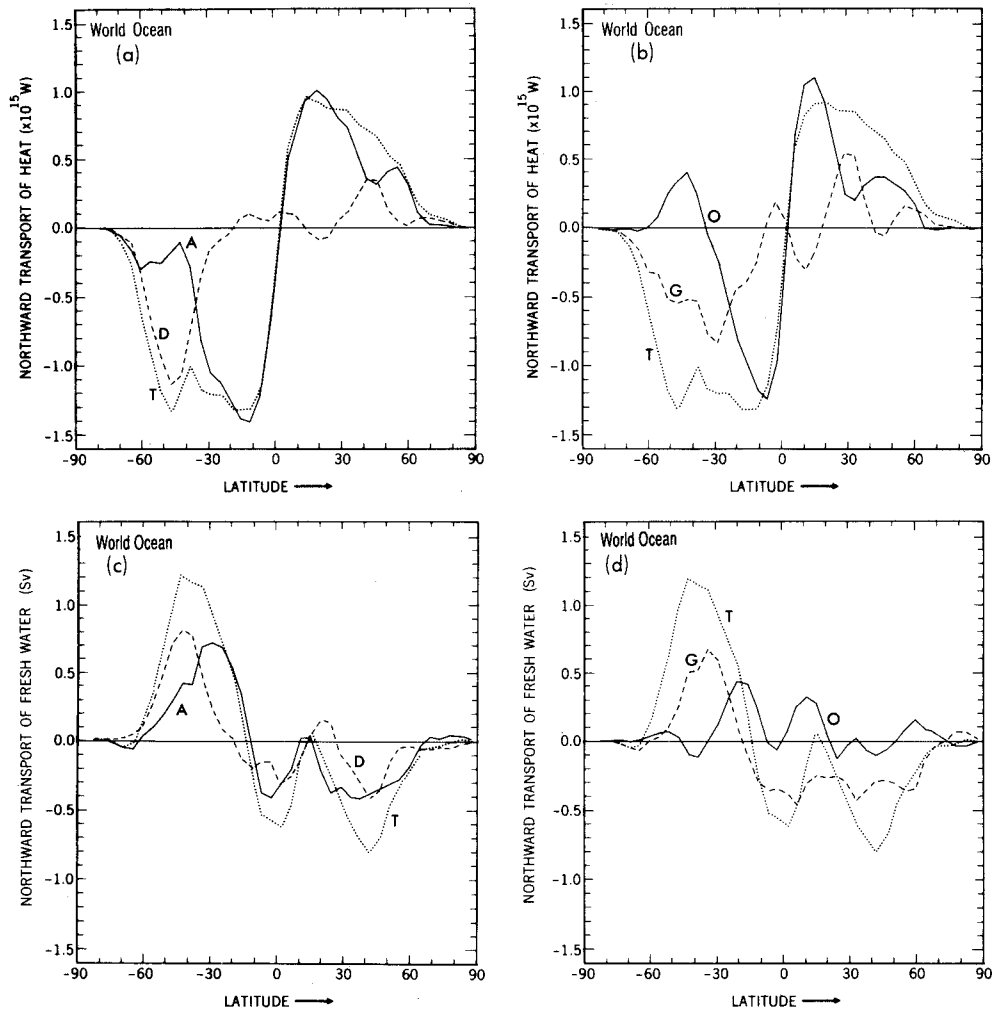 World Ocean
(a)
NORTHWARD TRANSPORT OF HEAT (x10¹⁵ W)
1.5
1.0
0.5
0.0
-0.5
-1.0
-1.5
A
D
T
-90 -60 -30 0 30 60 90
LATITUDE →
World Ocean
(b)
NORTHWARD TRANSPORT OF HEAT (x10¹⁵ W)
1.5
1.0
0.5
0.0
-0.5
-1.0
-1.5
O
G
T
-90 -60 -30 0 30 60 90
LATITUDE →
World Ocean
(c)
NORTHWARD TRANSPORT OF FRESH WATER (Sv)
1.5
1.0
0.5
0.0
-0.5
-1.0
-1.5
A
D
T
-90 -60 -30 0 30 60 90
LATITUDE →
World Ocean
(d)
NORTHWARD TRANSPORT OF FRESH WATER (Sv)
1.5
1.0
0.5
0.0
-0.5
-1.0
-1.5
T
G
O
-90 -60 -30 0 30 60 90
LATITUDE →